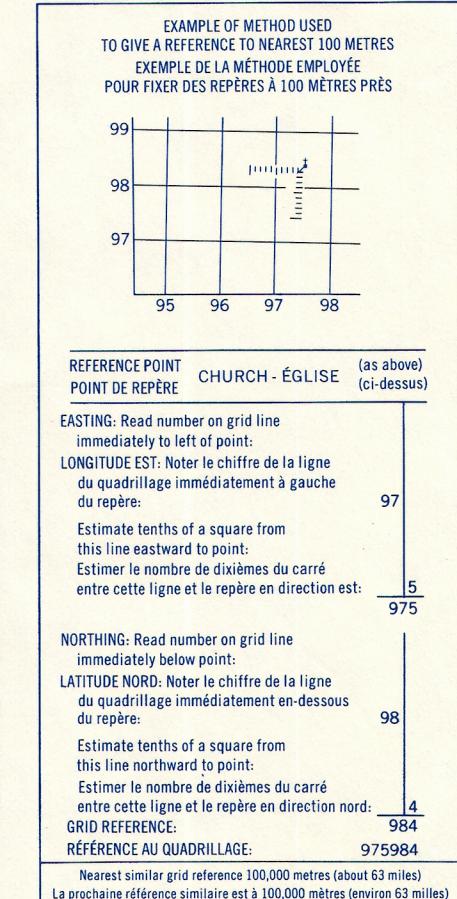 EXAMPLE OF METHOD USED
TO GIVE A REFERENCE TO NEAREST 100 METRES
EXEMPLE DE LA MÉTHODE EMPLOYÉE
POUR FIXER DES REPÈRES À 100 MÈTRES PRÈS
99
98
97
95 96 97 98
REFERENCE POINT
POINT DE REPÈRE
CHURCH - ÉGLISE
(as above)
(ci-dessus)
EASTING: Read number on grid line
immediately to left of point:
LONGITUDE EST: Noter le chiffre de la ligne
du quadrillage immédiatement à gauche
du repère: 97
Estimate tenths of a square from
this line eastward to point:
Estimer le nombre de dixièmes du carré
entre cette ligne et le repère en direction est: 5
975
NORTHING: Read number on grid line
immediately below point:
LATITUDE NORD: Noter le chiffre de la ligne
du quadrillage immédiatement en-dessous
du repère: 98
Estimate tenths of a square from
this line northward to point:
Estimer le nombre de dixièmes du carré
entre cette ligne et le repère en direction nord: 4
GRID REFERENCE: 984
RÉFÉRENCE AU QUADRILLAGE: 975984
Nearest similar grid reference 100,000 metres (about 63 miles)
La prochaine référence similaire est à 100,000 mètres (environ 63 milles)